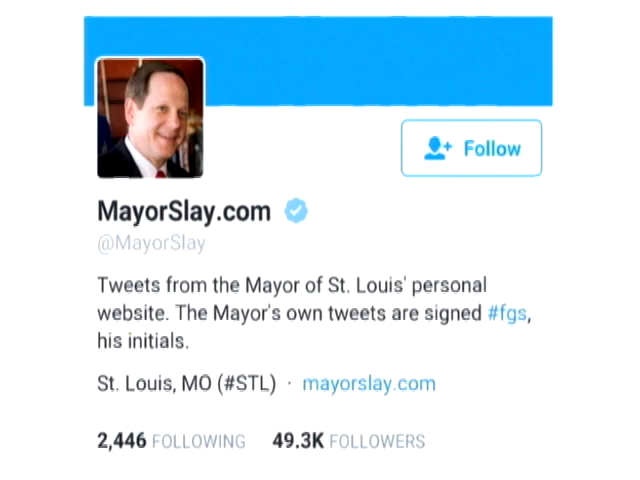 Follow
MayorSlay.com
@MayorSlay
Tweets from the Mayor of St. Louis' personal
website. The Mayor's own tweets are signed #fgs,
his initials.
St. Louis, MO (#STL) · mayorslay.com
2,446 FOLLOWING 49.3K FOLLOWERS